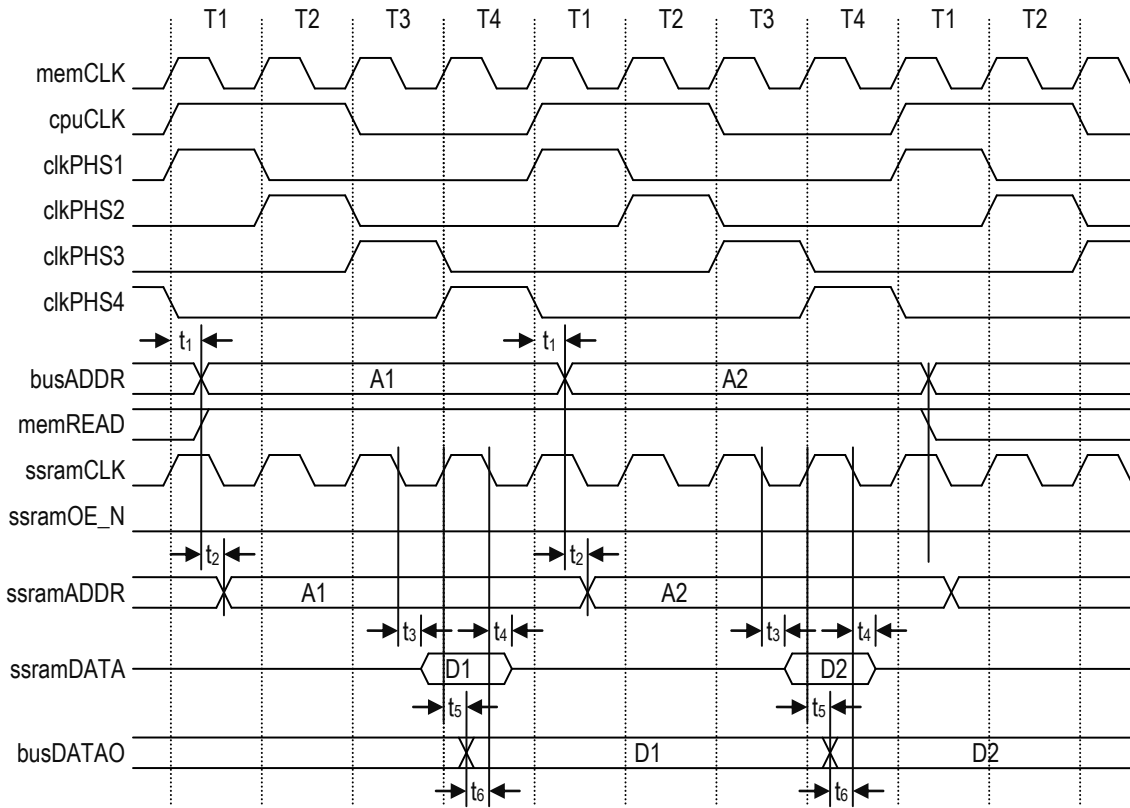 T1 T2 T3 T4 T1 T2 T3 T4 T1 T2
memCLK
cpuCLK
clkPHS1
clkPHS2
clkPHS3
clkPHS4
t1 t1
busADDR A1 A2
memREAD
ssramCLK
ssramOE_N
t2 t2
ssramADDR A1 A2
t3 t4 t3 t4
ssramDATA D1 D2
t5 t5
busDATAO D1 D2
t6 t6